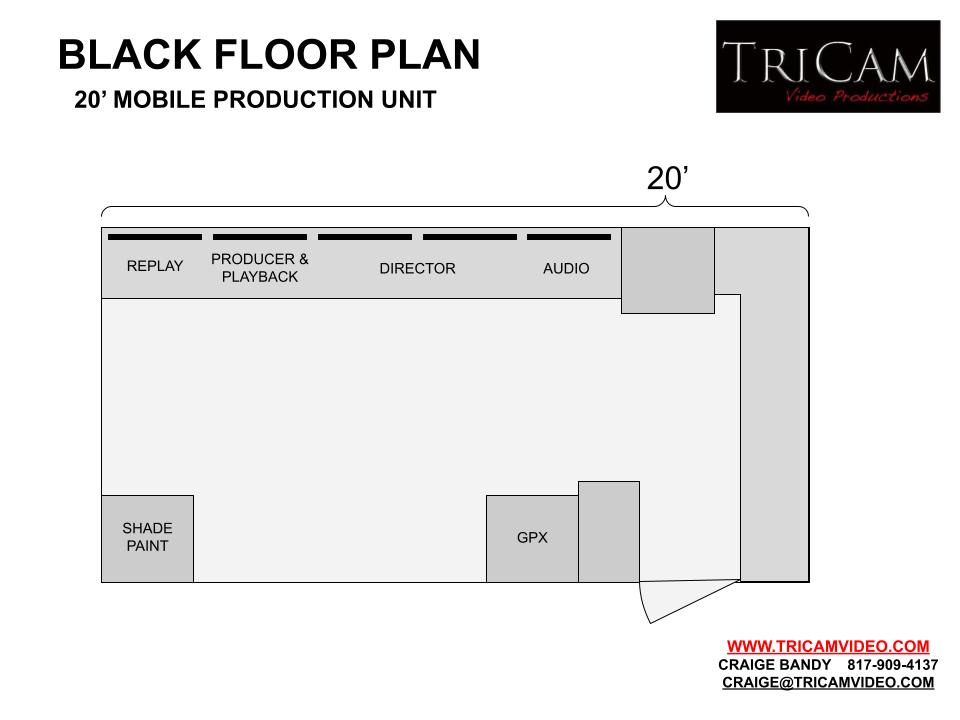 BLACK FLOOR PLAN
20’ MOBILE PRODUCTION UNIT
TRICAM
Video Productions
20’
REPLAY
PRODUCER &
PLAYBACK
DIRECTOR
AUDIO
SHADE
PAINT
GPX
WWW.TRICAMVIDEO.COM
CRAIGE BANDY 817-909-4137
CRAIGE@TRICAMVIDEO.COM